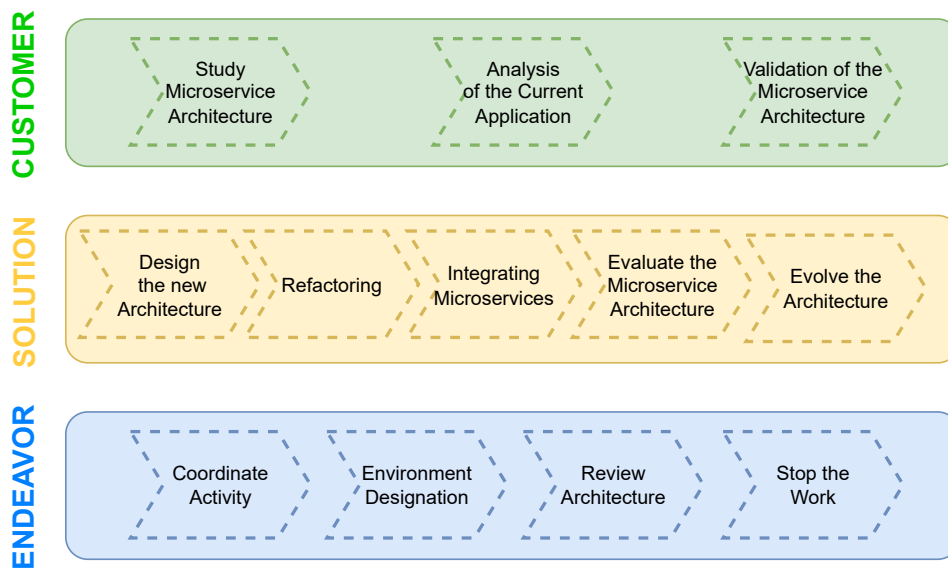 CUSTOMER
Study
Microservice
Architecture
Analysis
of the Current
Application
Validation of the
Microservice
Architecture
SOLUTION
Design
the new
Architecture
Refactoring
Integrating
Microservices
Evaluate the
Microservice
Architecture
Evolve the
Architecture
ENDEAVOR
Coordinate
Activity
Environment
Designation
Review
Architecture
Stop the
Work